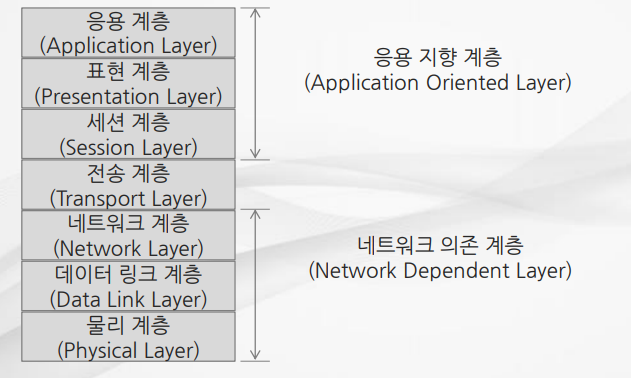 응용 계층
(Application Layer)
표현 계층
(Presentation Layer)
세션 계층
(Session Layer)
전송 계층
(Transport Layer)
네트워크 계층
(Network Layer)
데이터 링크 계층
(Data Link Layer)
물리 계층
(Physical Layer)
응용 지향 계층
(Application Oriented Layer)
네트워크 의존 계층
(Network Dependent Layer)